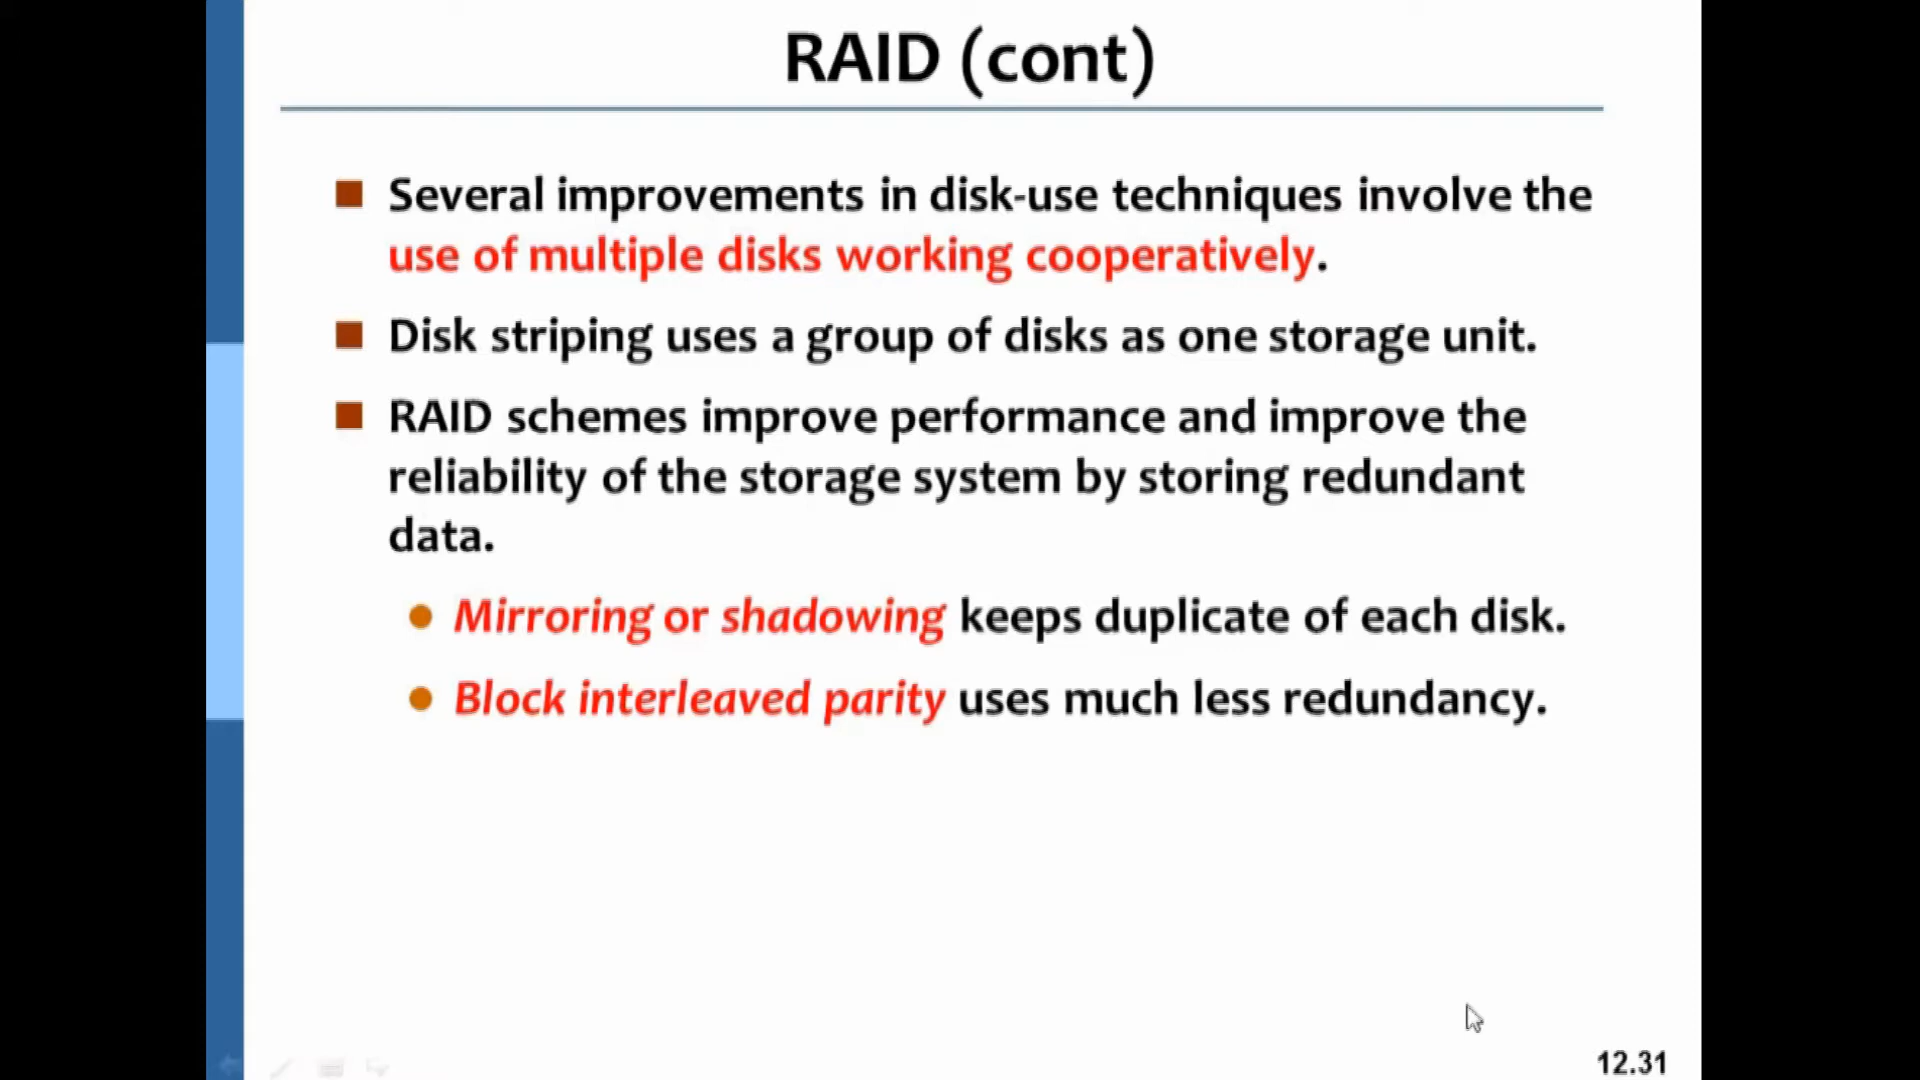 RAID (cont)
Several improvements in disk-use techniques involve the
use of multiple disks working cooperatively.
Disk striping uses a group of disks as one storage unit.
RAID schemes improve performance and improve the
reliability of the storage system by storing redundant
data.
Mirroring or shadowing keeps duplicate of each disk.
Block interleaved parity uses much less redundancy.
12.31